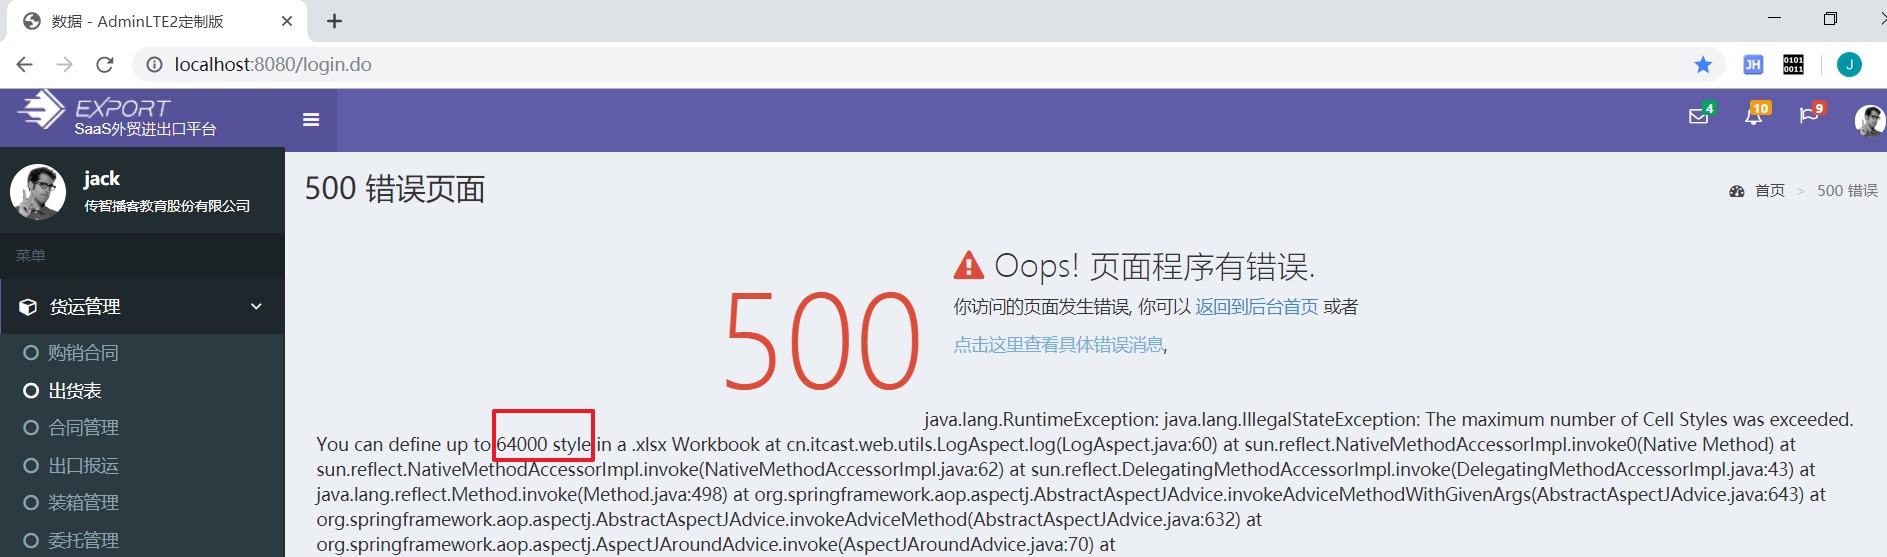 数据 - AdminLTE2定制版
localhost:8080/login.do
JH
0101
0011
J
EXPORT
SaaS外贸进出口平台
4
10
9
jack
传智播客教育股份有限公司
菜单
货运管理
购销合同
出货表
合同管理
出口报运
装箱管理
委托管理
500 错误页面
首页 > 500 错误
500
Oops! 页面程序有错误.
你访问的页面发生错误, 你可以 返回到后台首页 或者
点击这里查看具体错误消息,
java.lang.RuntimeException: java.lang.IllegalStateException: The maximum number of Cell Styles was exceeded.
You can define up to 64000 style in a .xlsx Workbook at cn.itcast.web.utils.LogAspect.log(LogAspect.java:60) at sun.reflect.NativeMethodAccessorImpl.invoke0(Native Method) at
sun.reflect.NativeMethodAccessorImpl.invoke(NativeMethodAccessorImpl.java:62) at sun.reflect.DelegatingMethodAccessorImpl.invoke(DelegatingMethodAccessorImpl.java:43) at
java.lang.reflect.Method.invoke(Method.java:498) at org.springframework.aop.aspectj.AbstractAspectJAdvice.invokeAdviceMethodWithGivenArgs(AbstractAspectJAdvice.java:643) at
org.springframework.aop.aspectj.AbstractAspectJAdvice.invokeAdviceMethod(AbstractAspectJAdvice.java:632) at
org.springframework.aop.aspectj.AspectJAroundAdvice.invoke(AspectJAroundAdvice.java:70) at